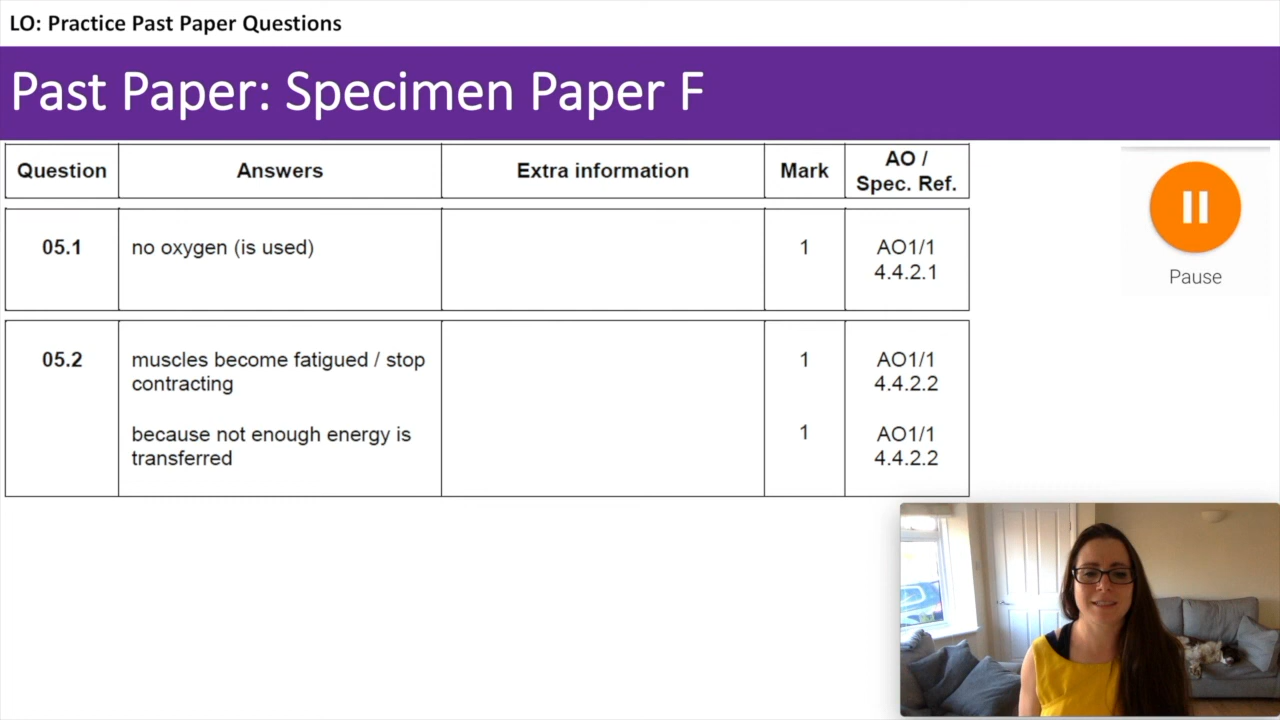 LO: Practice Past Paper Questions
Past Paper: Specimen Paper F
Question Answers Extra information Mark AO /
Spec. Ref.
05.1 no oxygen (is used) 1 AO1/1
4.4.2.1
05.2 muscles become fatigued / stop 1 AO1/1
contracting 4.4.2.2
because not enough energy is 1 AO1/1
transferred 4.4.2.2
Pause